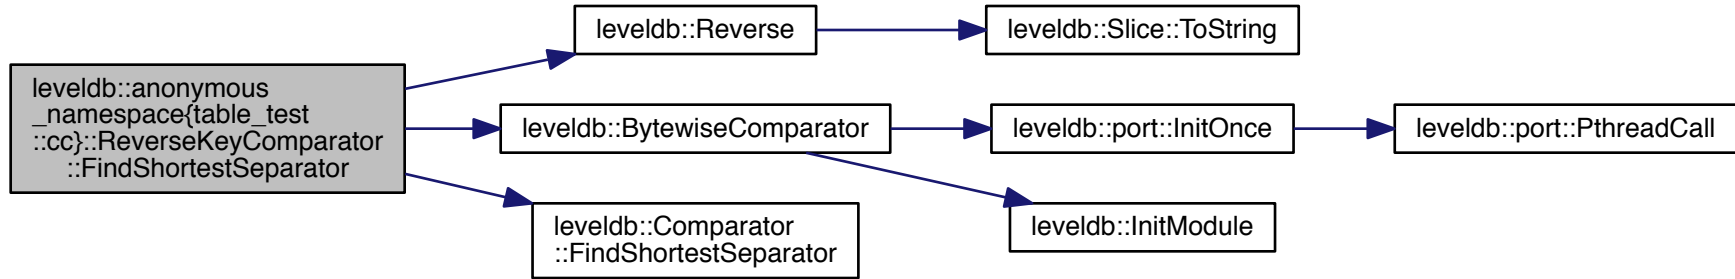 leveldb::anonymous
_namespace{table_test
::cc}::ReverseKeyComparator
::FindShortestSeparator
leveldb::Reverse
leveldb::Slice::ToString
leveldb::BytewiseComparator
leveldb::port::InitOnce
leveldb::port::PthreadCall
leveldb::Comparator
::FindShortestSeparator
leveldb::InitModule